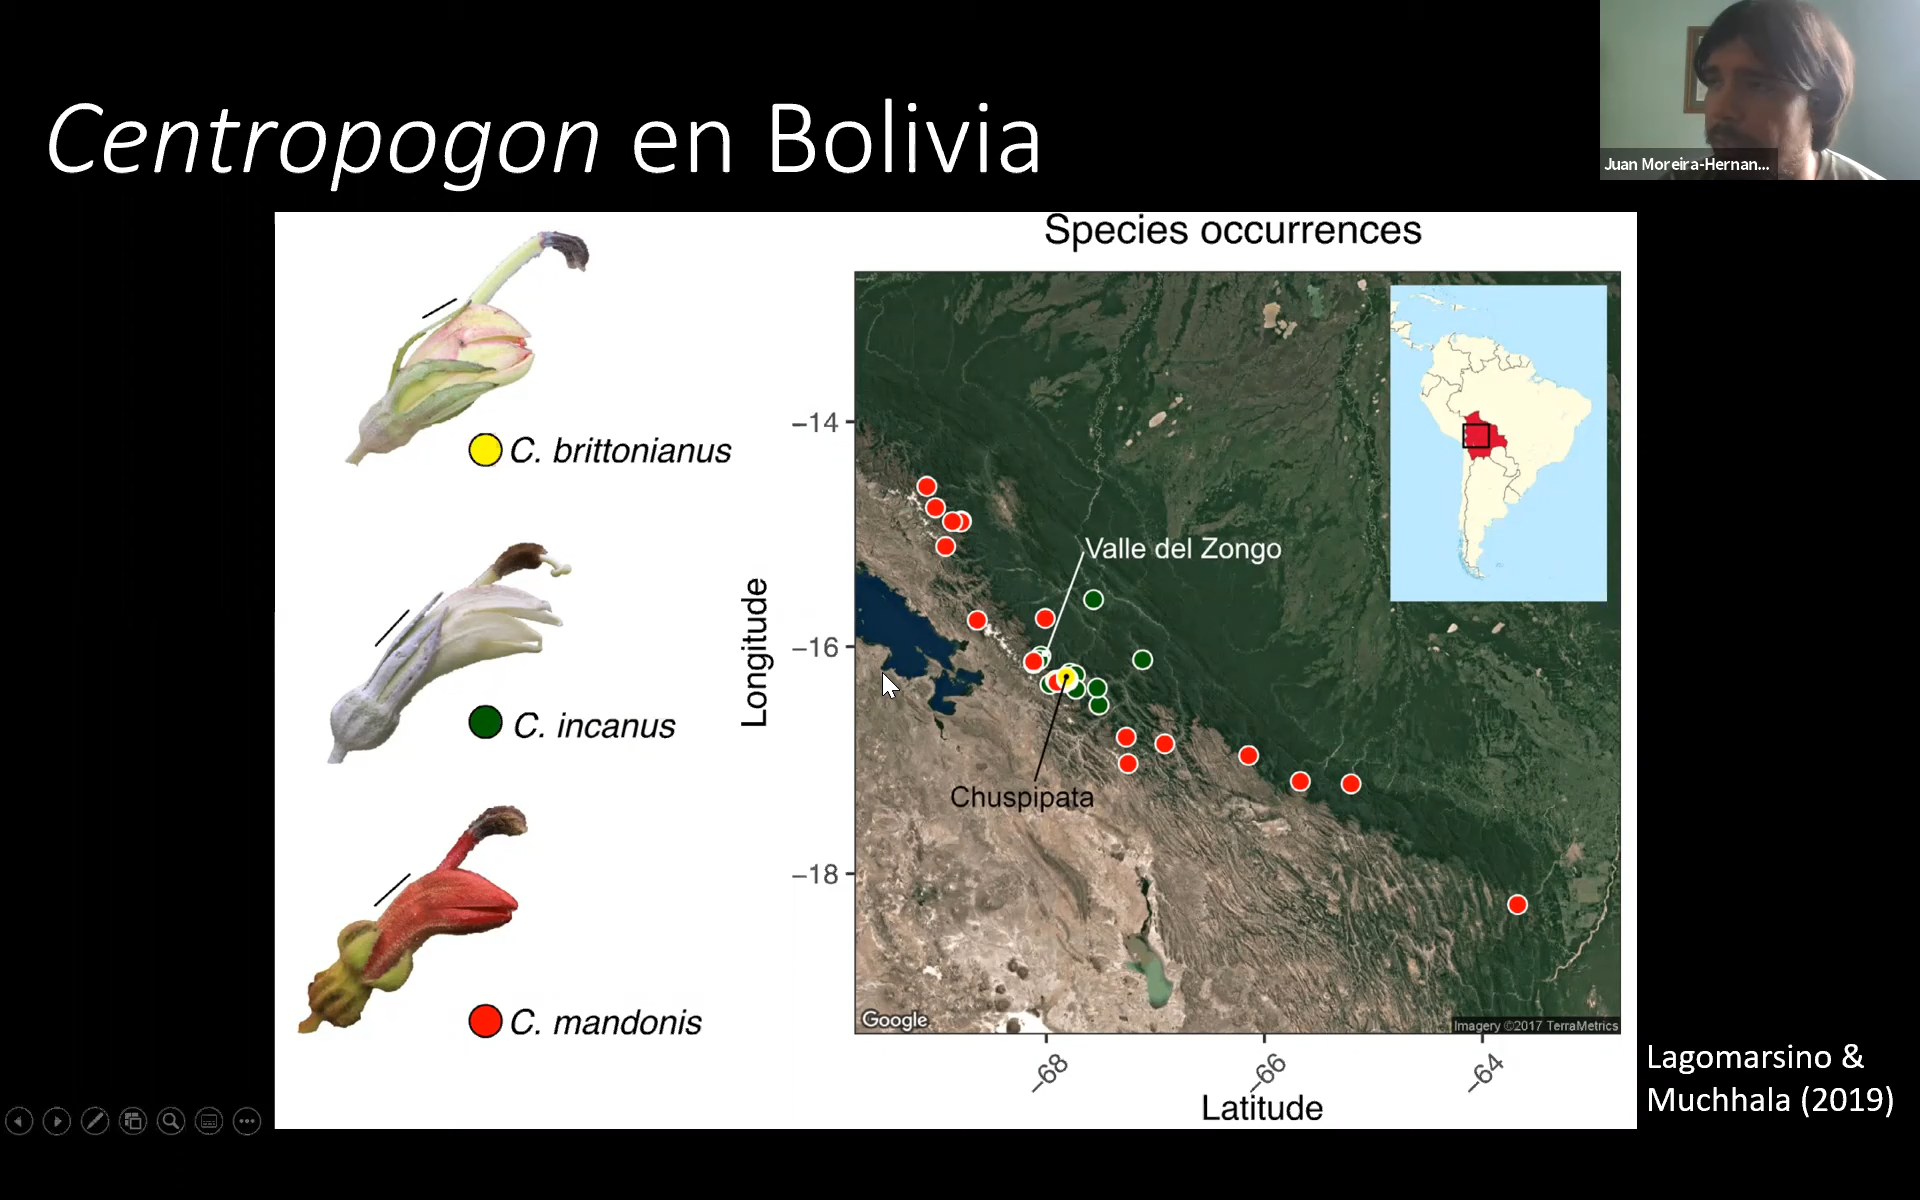 Centropogon en Bolivia
Juan Moreira-Hernan...
Species occurrences
C. brittonianus
C. incanus
C. mandonis
Longitude
−14
−16
−18
Valle del Zongo
Chuspipata
Google
Imagery ©2017 TerraMetrics
−68
−66
−64
Latitude
Lagomarsino &
Muchhala (2019)